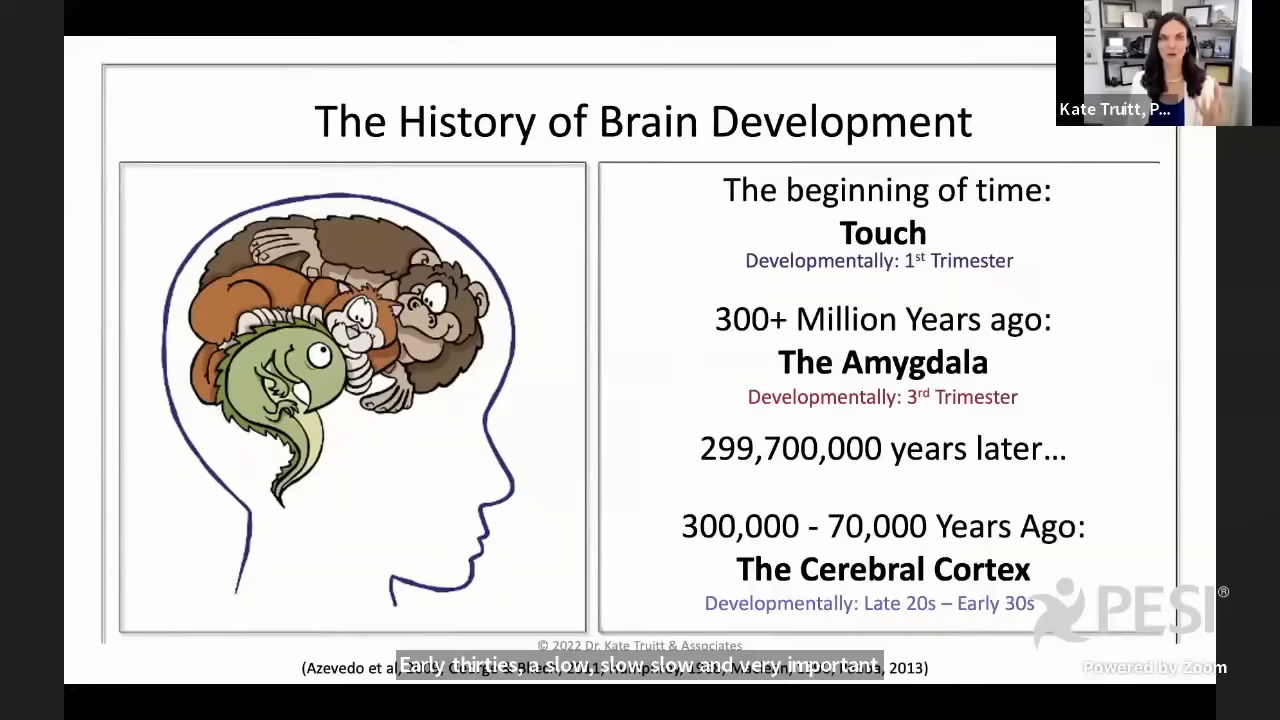 The History of Brain Development
Kate Truitt, P...
The beginning of time:
Touch
Developmentally: 1st Trimester
300+ Million Years ago:
The Amygdala
Developmentally: 3rd Trimester
299,700,000 years later...
300,000 - 70,000 Years Ago:
The Cerebral Cortex
Developmentally: Late 20s – Early 30s
PESI®
© 2022 Dr. Kate Truitt & Associates
Early thirties, a slow, slow, slow and very important
(Azevedo et al, 2013)
Powered by Zoom